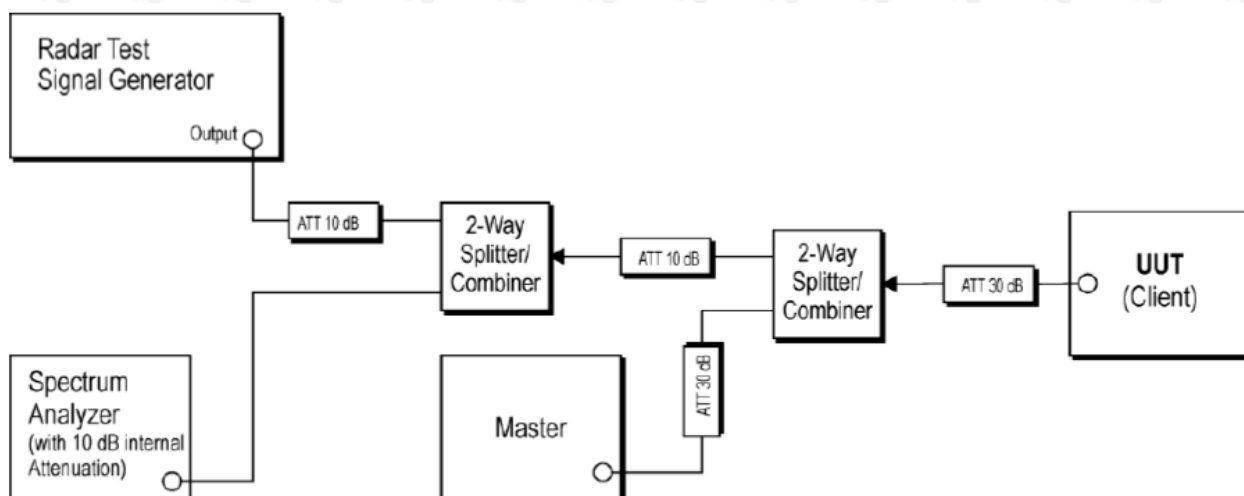 Radar Test
Signal Generator
Output
ATT 10 dB
2-Way
Splitter/
Combiner
ATT 10 dB
2-Way
Splitter/
Combiner
ATT 30 dB
UUT
(Client)
Spectrum
Analyzer
(with 10 dB internal
Attenuation)
Master
ATT 30 dB